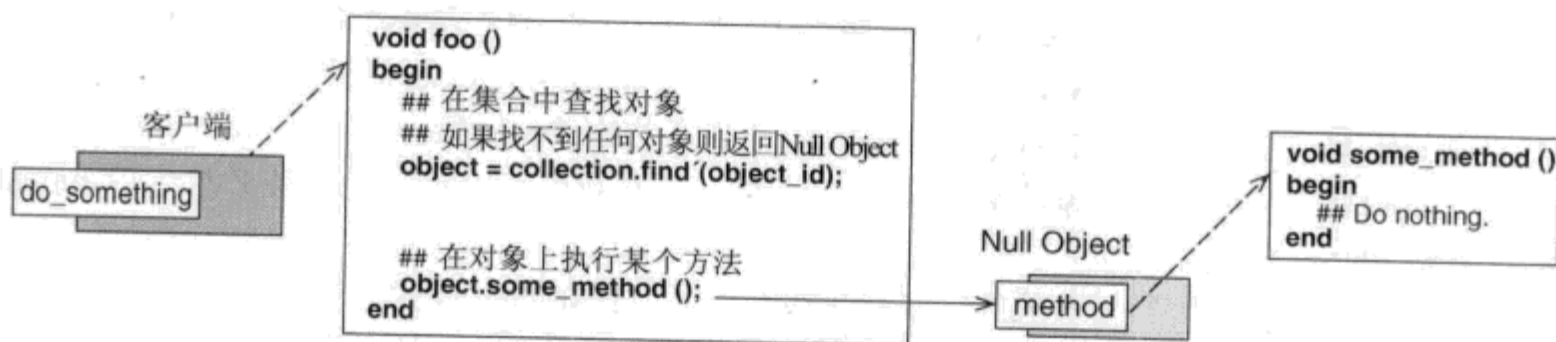 客户端
do_something
void foo ()
begin
## 在集合中查找对象
## 如果找不到任何对象则返回Null Object
object = collection.find´(object_id);
## 在对象上执行某个方法
object.some_method ();
end
Null Object
method
void some_method ()
begin
## Do nothing.
end